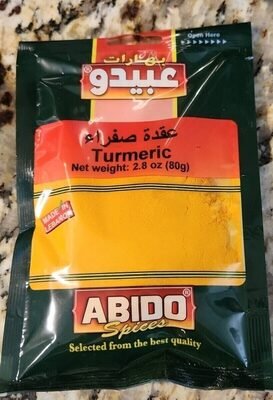 Open Here
بهارات
عبيدو®
عقدة صفراء
Turmeric
Net weight: 2.8 oz (80g)
MADE IN
LEBANON
ABIDO®
Spices
Selected from the best quality